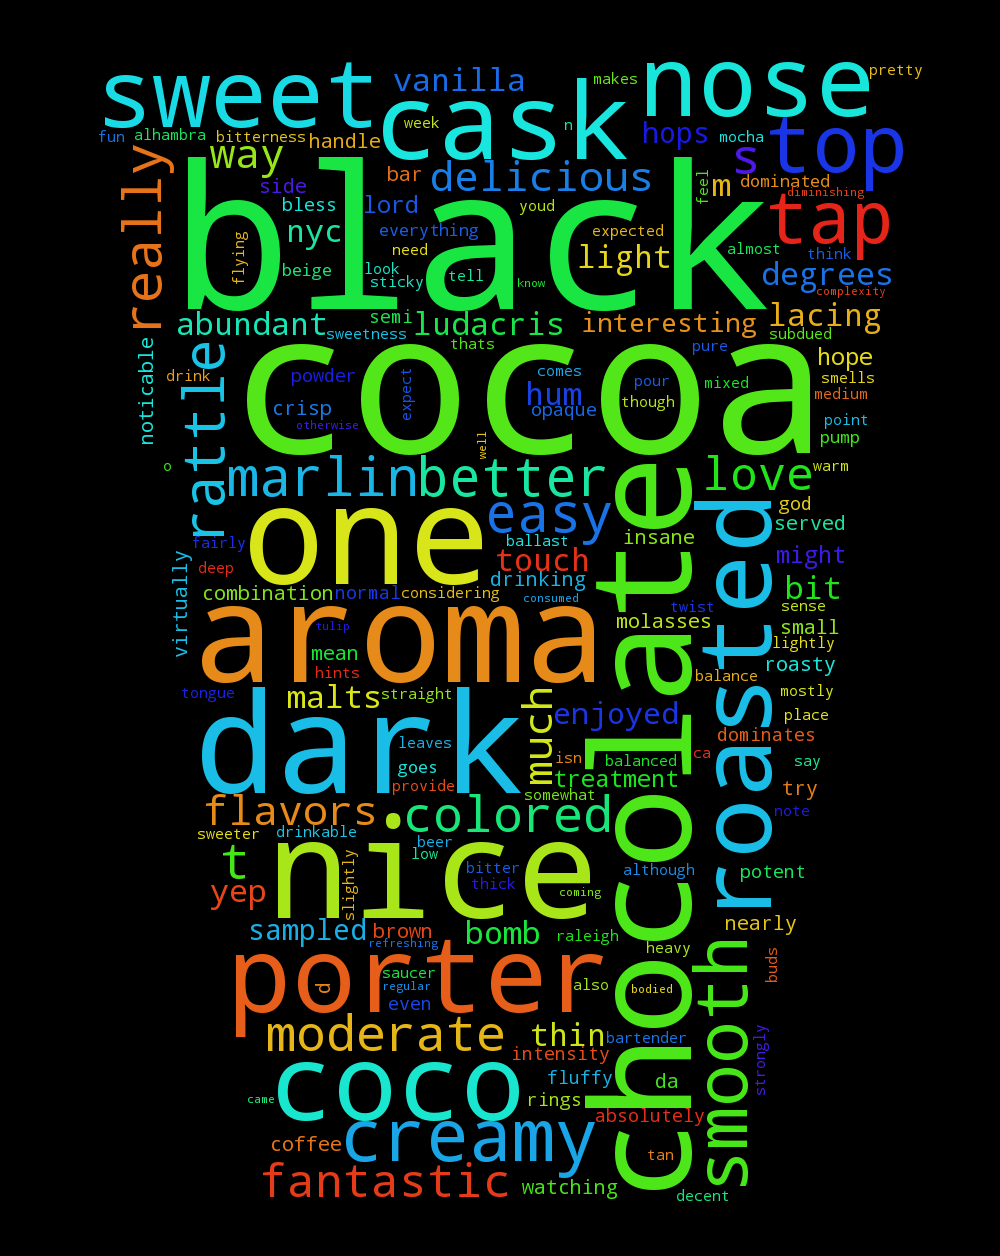 sweet
vanilla
cask
makes
nose
pretty
fun
alhambra
bitterness
handle
week
n
hops
mocha
s
top
really
way
side
bar
delicious
feel
m
dominated
diminishing
tap
bless
lord
youd
black
nyc
everything
expected
need
light
almost
think
flying
beige
look
sticky
tell
know
degrees
complexity
abundant
semi
sweetness
ludacris
thats
interesting
lacing
subdued
noticable
rattle
drink
powder
otherwise
crisp
expect
cocoa
comes
hum
opaque
pour
though
pure
mixed
hope
smells
medium
point
pump
o
well
marlin
better
love
warm
one
easy
ballast
insane
god
served
fairly
deep
virtually
touch
drinking
consumed
might
combination
normal
considering
chocolateed
roasted
twist
bit
sense
aroma
tulip
molasses
small
lightly
mean
hints
balance
roasty
tongue
malts
straight
much
enjoyed
mostly
place
dark
leaves
goes
provide
isn
balanced
ca
dominates
say
treatment
somewhat
try
flavors
.
colored
note
sweeter
drinkable
beer
low
t
nice
slightly
bitter
thick
coming
although
potent
yep
sampled
brown
refreshing
bomb
raleigh
heavy
nearly
porter
d
saucer
regular
even
also
bodied
smooth
buds
moderate
thin
bartender
intensity
strongly
coco
fluffy
da
came
rings
absolutely
coffee
creamy
tan
fantastic
watching
decent